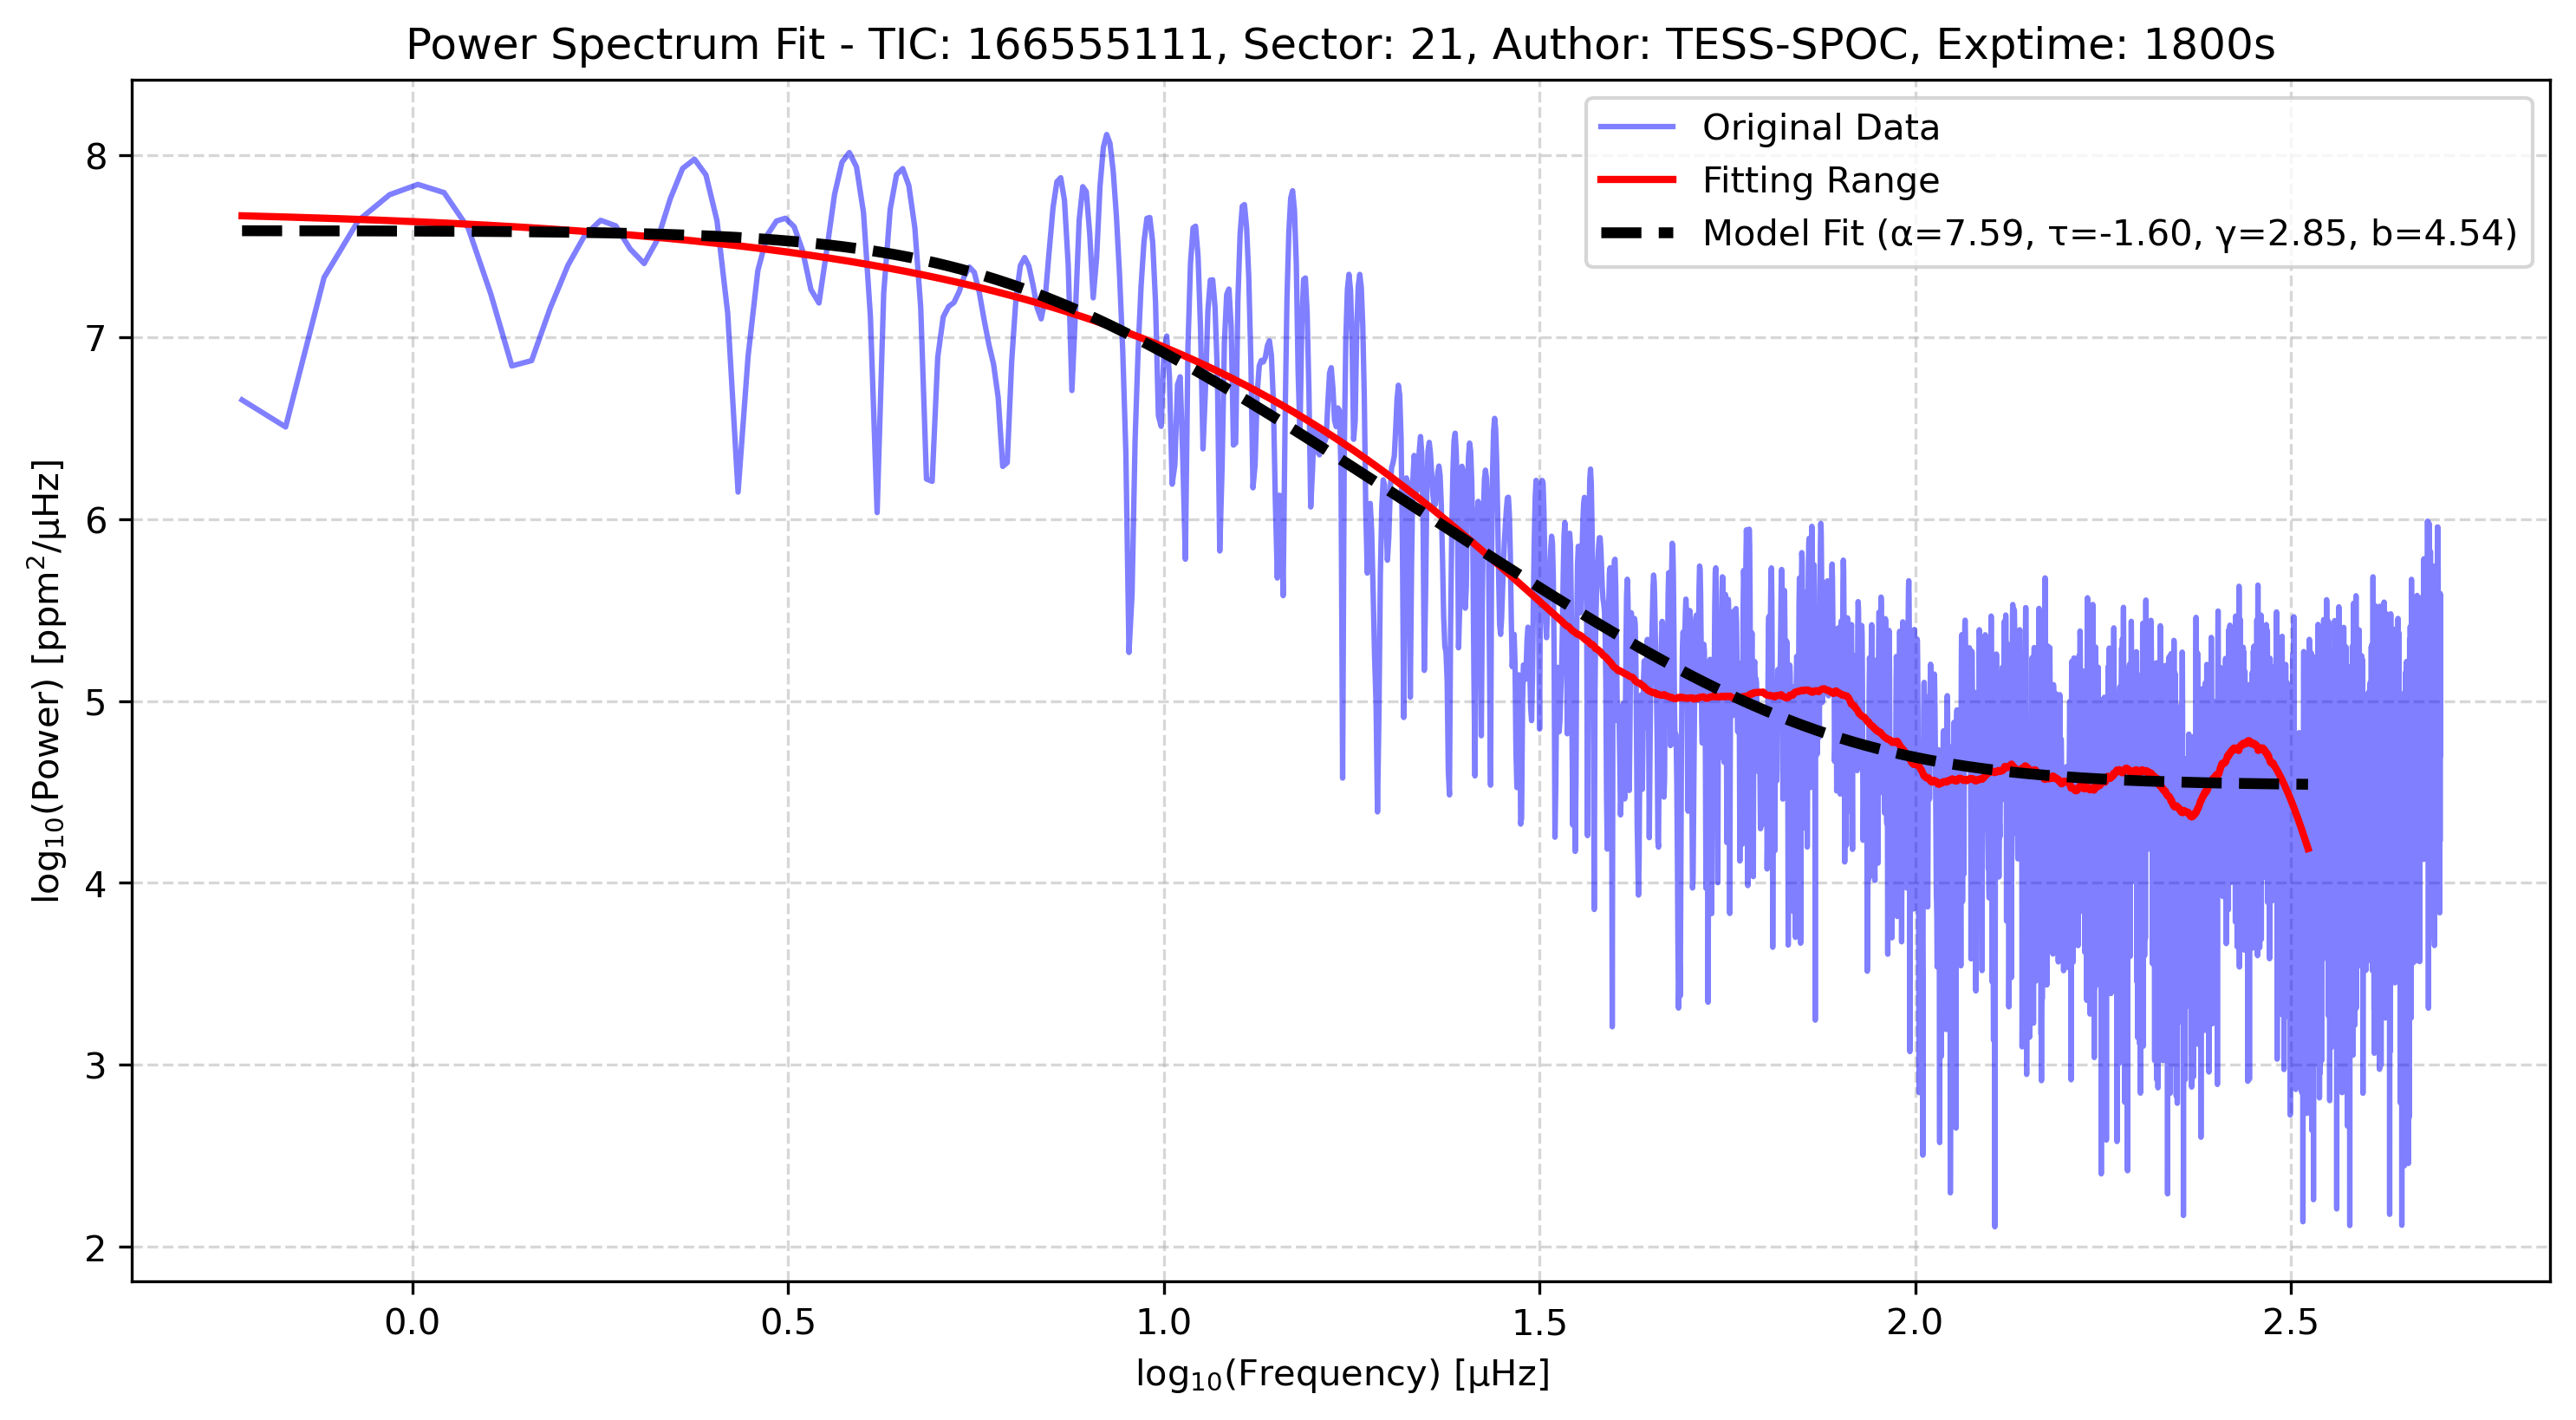 Power Spectrum Fit - TIC: 166555111, Sector: 21, Author: TESS-SPOC, Exptime: 1800s
Original Data
Fitting Range
Model Fit (α=7.59, τ=-1.60, γ=2.85, b=4.54)
log₁₀(Power) [ppm²/μHz]
8
7
6
5
4
3
2
0.0 0.5 1.0 1.5 2.0 2.5
log₁₀(Frequency) [μHz]